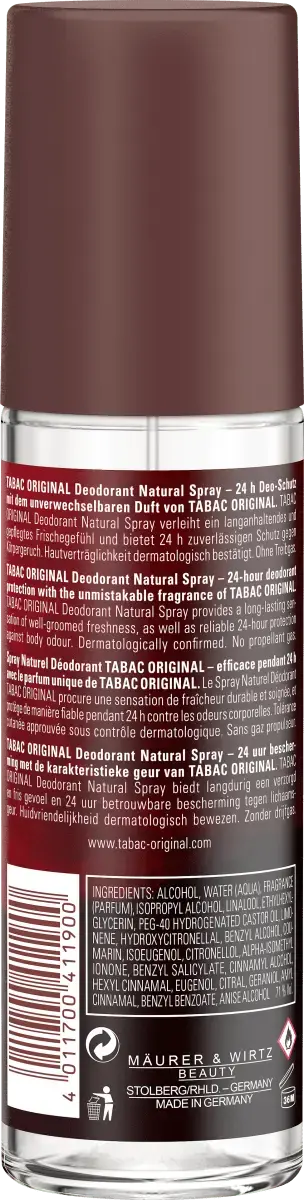 TABAC ORIGINAL Deodorant Natural Spray – 24 h Deo-Schutz
mit dem unverwechselbaren Duft von TABAC ORIGINAL. TABAC
ORIGINAL Deodorant Natural Spray verleiht ein langanhaltendes und
gepflegtes Frischegefühl und bietet 24 h zuverlässigen Schutz gegen
Körpergeruch. Hautverträglichkeit dermatologisch bestätigt. Ohne Treibgas.
TABAC ORIGINAL Deodorant Natural Spray – 24-hour deodorant
protection with the unmistakable fragrance of TABAC ORIGINAL.
TABAC ORIGINAL Deodorant Natural Spray provides a long-lasting sen-
sation of well-groomed freshness, as well as reliable 24-hour protection
against body odour. Dermatologically confirmed. No propellant gas.
Spray Naturel Déodorant TABAC ORIGINAL – efficace pendant 24 h
avec le parfum unique de TABAC ORIGINAL. Le Spray Naturel Déodorant
TABAC ORIGINAL procure une sensation de fraîcheur durable et soignée, et
protège de manière fiable pendant 24 h contre les odeurs corporelles. Tolérance
cutanée approuvée sous contrôle dermatologique. Sans gaz propulseur.
TABAC ORIGINAL Deodorant Natural Spray – 24 uur bescher-
ming met de karakteristieke geur van TABAC ORIGINAL. TABAC
ORIGINAL Deodorant Natural Spray biedt langdurig een verzorgd
en fris gevoel en 24 uur betrouwbare bescherming tegen lichaams-
geur. Huidvriendelijkheid dermatologisch bewezen. Zonder drijfgas.
www.tabac-original.com
INGREDIENTS: ALCOHOL, WATER (AQUA), FRAGRANCE
(PARFUM), ISOPROPYL ALCOHOL, LINALOOL, ETHYLHEXYL-
GLYCERIN, PEG-40 HYDROGENATED CASTOR OIL, LIMO-
NENE, HYDROXYCITRONELLAL, BENZYL ALCOHOL, COU-
MARIN, ISOEUGENOL, CITRONELLOL, ALPHA-ISOMETHYL
IONONE, BENZYL SALICYLATE, CINNAMYL ALCOHOL,
HEXYL CINNAMAL, EUGENOL, CITRAL, GERANIOL, AMYL
CINNAMAL, BENZYL BENZOATE, ANISE ALCOHOL 71 % Vol.
4 011700 411900
MÄURER & WIRTZ
BEAUTY
STOLBERG/RHLD. – GERMANY
MADE IN GERMANY
36 M